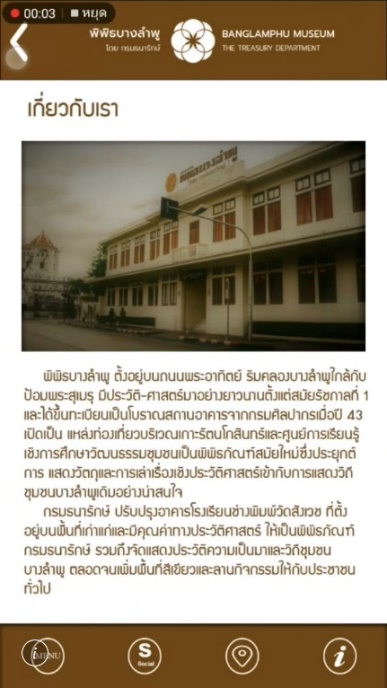 00:03 หยุด
พิพิธบางลำพู
โดย กรมธนารักษ์
BANGLAMPHU MUSEUM
THE TREASURY DEPARTMENT
เกี่ยวกับเรา
พิพิธบางลำพู
พิพิธบางลำพู ตั้งอยู่บนถนนพระอาทิตย์ ริมคลองบางลำพูใกล้กับ
ป้อมพระสุเมรุ มีประวัติ-ศาสตร์มาอย่างยาวนานตั้งแต่สมัยรัชกาลที่ 1
และได้ขึ้นทะเบียนเป็นโบราณสถานอาคารจากกรมศิลปากรเมื่อปี 43
เปิดเป็น แหล่งท่องเที่ยวบริเวณเกาะรัตนโกสินทร์และศูนย์การเรียนรู้
เชิงการศึกษาวัฒนธรรมชุมชนเป็นพิพิธภัณฑ์สมัยใหม่ซึ่งประยุกต์
การ แสดงวัตถุและการเล่าเรื่องเชิงประวัติศาสตร์เข้ากับการแสดงวิถี
ชุมชนบางลำพูเดิมอย่างน่าสนใจ
กรมธนารักษ์ ปรับปรุงอาคารโรงเรียนช่างพิมพ์วัดสังเวช ที่ตั้ง
อยู่บนพื้นที่เก่าแก่และมีคุณค่าทางประวัติศาสตร์ ให้เป็นพิพิธภัณฑ์
กรมธนารักษ์ รวมถึงจัดแสดงประวัติความเป็นมาและวิถีชุมชน
บางลำพู ตลอดจนเพิ่มพื้นที่สีเขียวและลานกิจกรรมให้กับประชาชน
ทั่วไป
MENU
S
Social
i